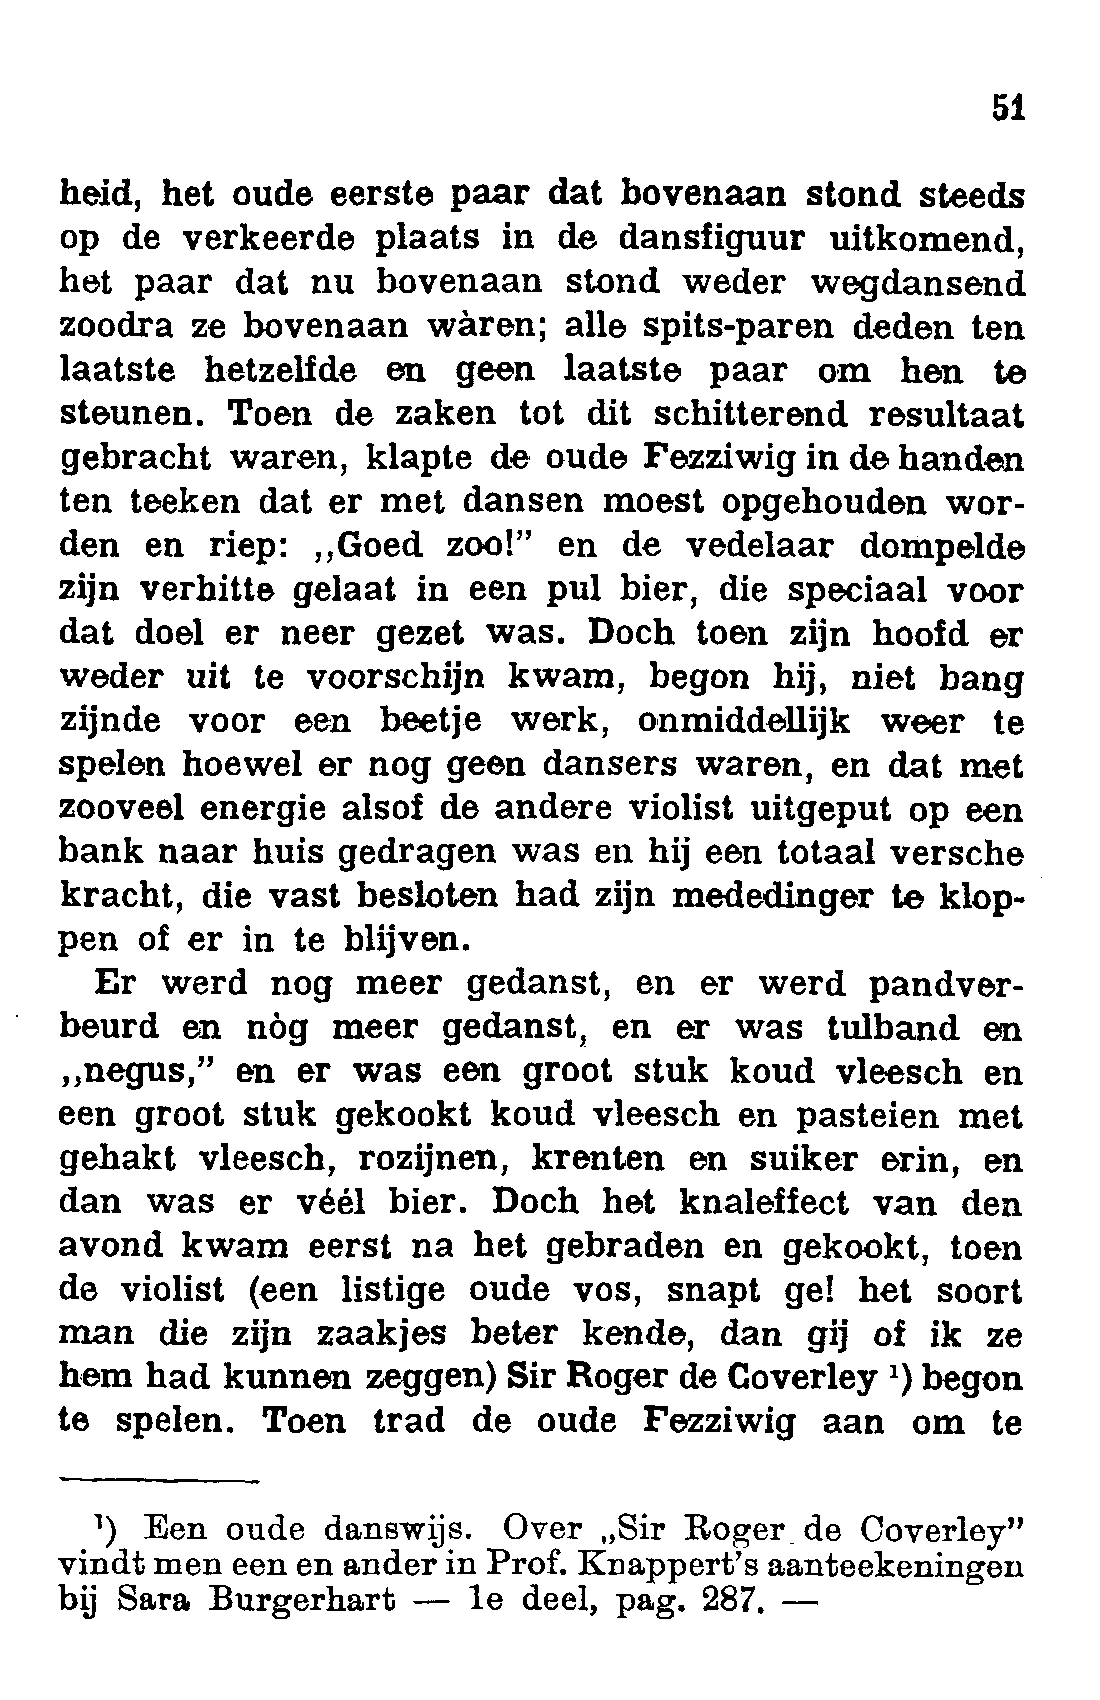 51
heid, het oude eerste paar dat bovenaan stond steeds
op de verkeerde plaats in de dansfiguur uitkomend,
het paar dat nu bovenaan stond weder wegdansend
zoodra ze bovenaan wàren; alle spits-paren deden ten
laatste hetzelfde en geen laatste paar om hen te
steunen. Toen de zaken tot dit schitterend resultaat
gebracht waren, klapte de oude Fezziwig in de handen
ten teeken dat er met dansen moest opgehouden wor-
den en riep: „Goed zoo!” en de vedelaar dompelde
zijn verhitte gelaat in een pul bier, die speciaal voor
dat doel er neer gezet was. Doch toen zijn hoofd er
weder uit te voorschijn kwam, begon hij, niet bang
zijnde voor een beetje werk, onmiddellijk weer te
spelen hoewel er nog geen dansers waren, en dat met
zooveel energie alsof de andere violist uitgeput op een
bank naar huis gedragen was en hij een totaal versche
kracht, die vast besloten had zijn mededinger te klop-
pen of er in te blijven.
Er werd nog meer gedanst, en er werd pandver-
beurd en nòg meer gedanst, en er was tulband en
„negus,” en er was een groot stuk koud vleesch en
een groot stuk gekookt koud vleesch en pasteien met
gehakt vleesch, rozijnen, krenten en suiker erin, en
dan was er véél bier. Doch het knaleffect van den
avond kwam eerst na het gebraden en gekookt, toen
de violist (een listige oude vos, snapt ge! het soort
man die zijn zaakjes beter kende, dan gij of ik ze
hem had kunnen zeggen) Sir Roger de Coverley ¹) begon
te spelen. Toen trad de oude Fezziwig aan om te
¹) Een oude danswijs. Over „Sir Roger de Coverley”
vindt men een en ander in Prof. Knappert's aanteekeningen
bij Sara Burgerhart — 1e deel, pag. 287. —